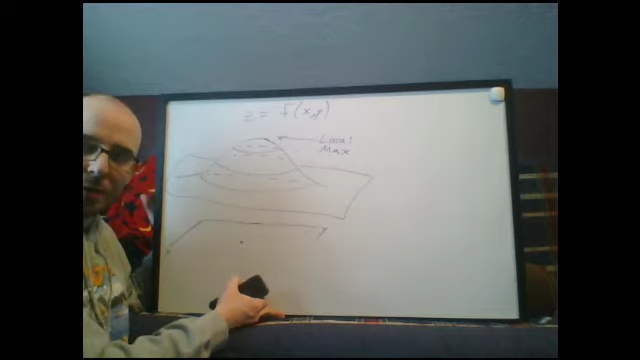 z = f(x,y)
Local
Max